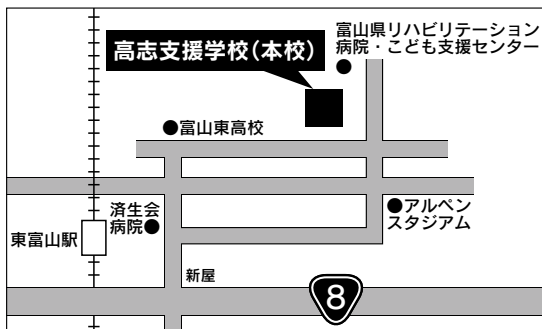 富山県リハビリテーション
病院・こども支援センター
高志支援学校(本校)
富山東高校
済生会
病院
アルペン
スタジアム
東富山駅
新屋
8